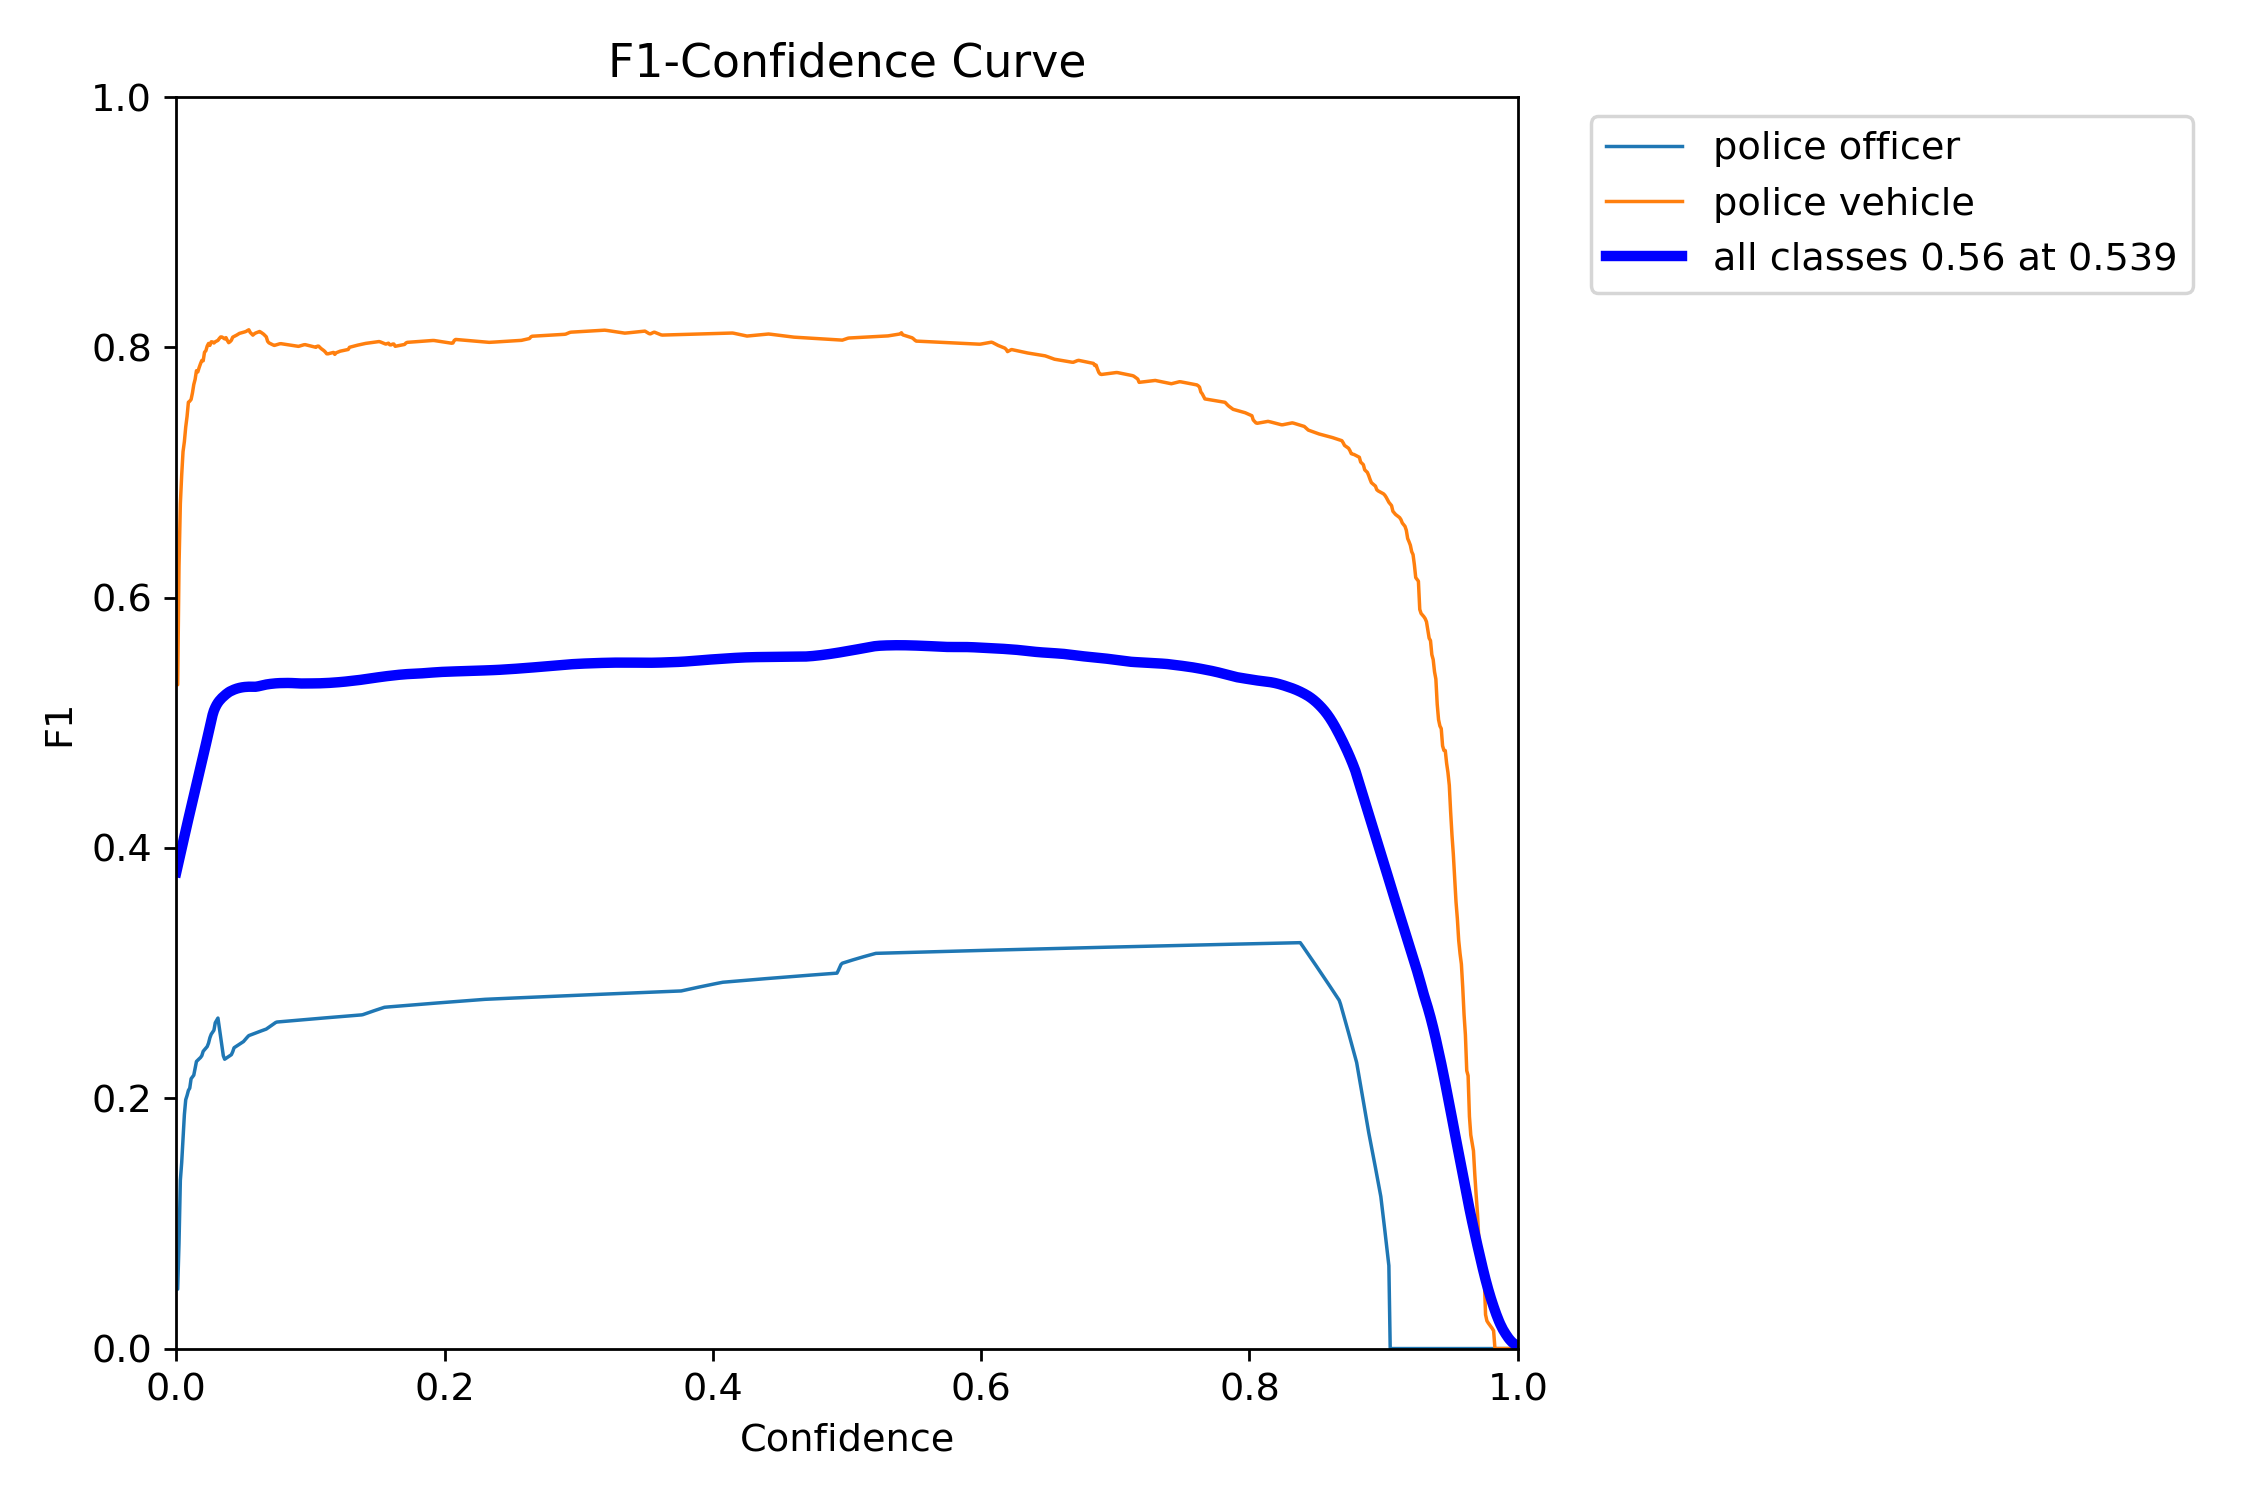 F1-Confidence Curve
1.0
0.8
0.6
0.4
0.2
0.0
F1
0.0 0.2 0.4 0.6 0.8 1.0
Confidence
police officer
police vehicle
all classes 0.56 at 0.539